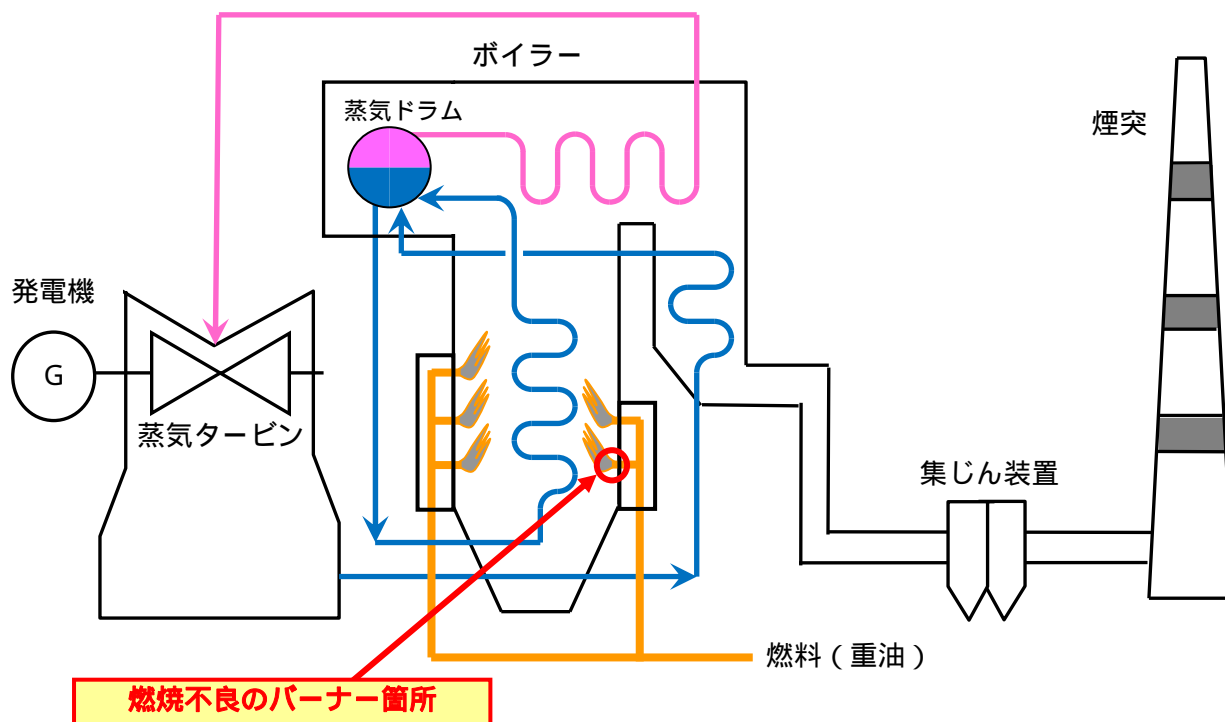 ボイラー
蒸気ドラム
煙突
発電機
G
蒸気タービン
集じん装置
燃料（重油）
燃焼不良のバーナー箇所